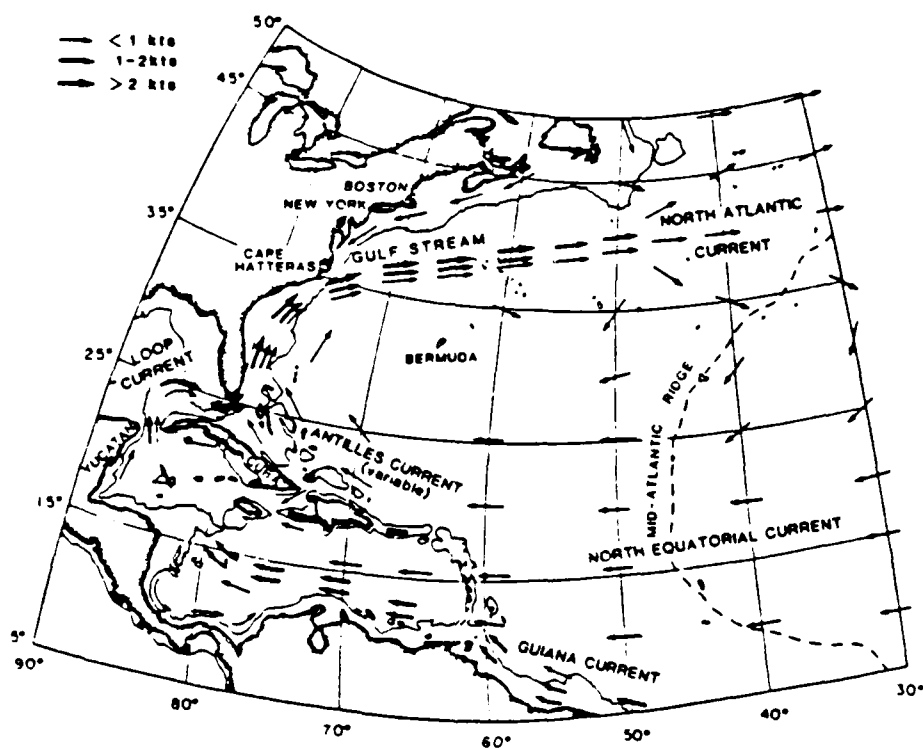 50°
< 1 kts
1-2kts
> 2 kts
45°
BOSTON
NEW YORK
35°
CAPE
HATTERAS
GULF STREAM
NORTH ATLANTIC
CURRENT
25°
LOOP
CURRENT
BERMUDA
MID-ATLANTIC RIDGE
YUCATAN
CUBA
ANTILLES CURRENT
(variable)
15°
NORTH EQUATORIAL CURRENT
5°
GUIANA CURRENT
90°
80°
70°
60°
50°
40°
30°